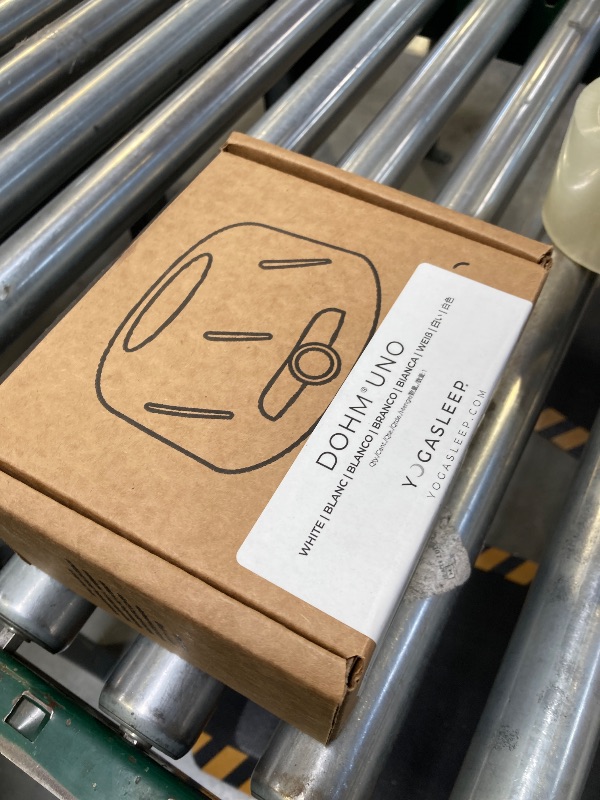 DOHM® UNO
WHITE | BLANC | BLANCO | BRANCO | BIANCA | WEIß | 白い | 白色
YOGASLEEP.
YOGASLEEP.COM